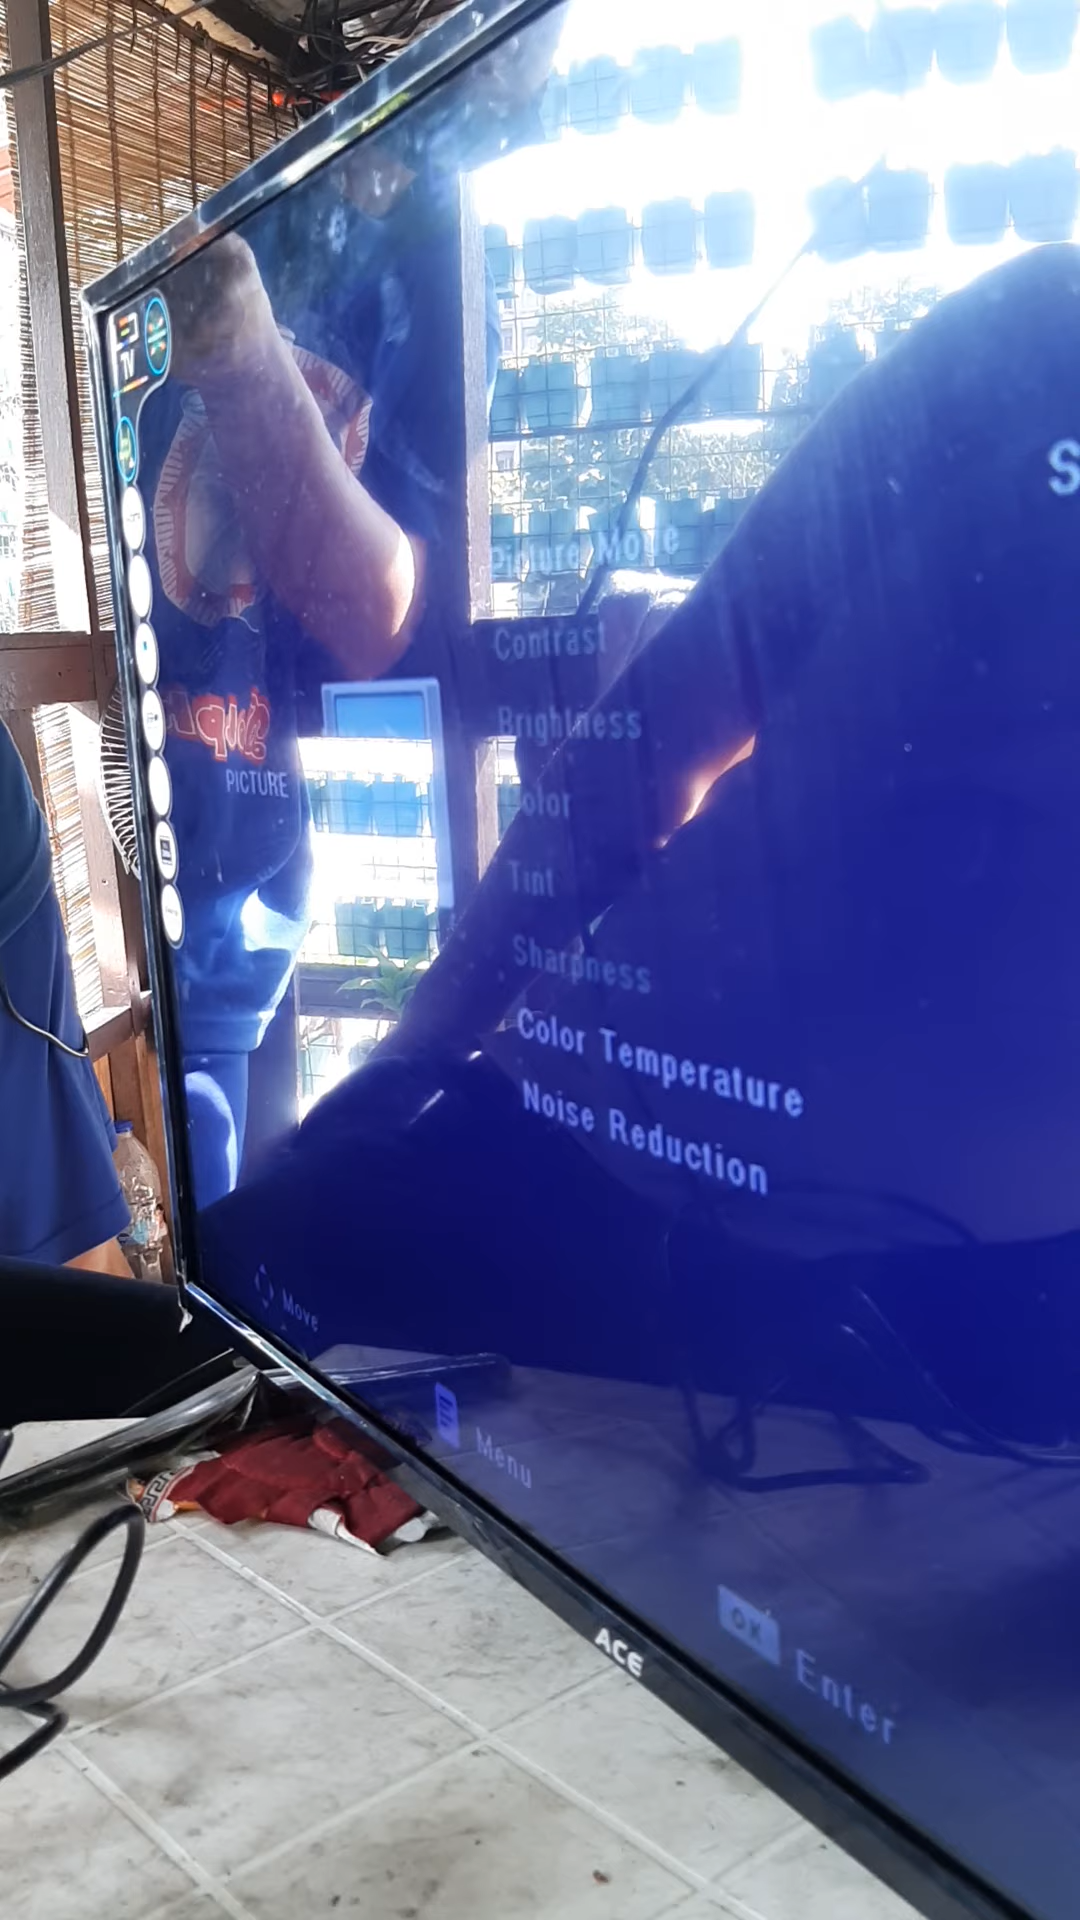 TV
S
Picture Mode
Contrast
Brightness
Color
PICTURE
Tint
Sharpness
Color Temperature
Noise Reduction
Move
Menu
OK Enter
ACE